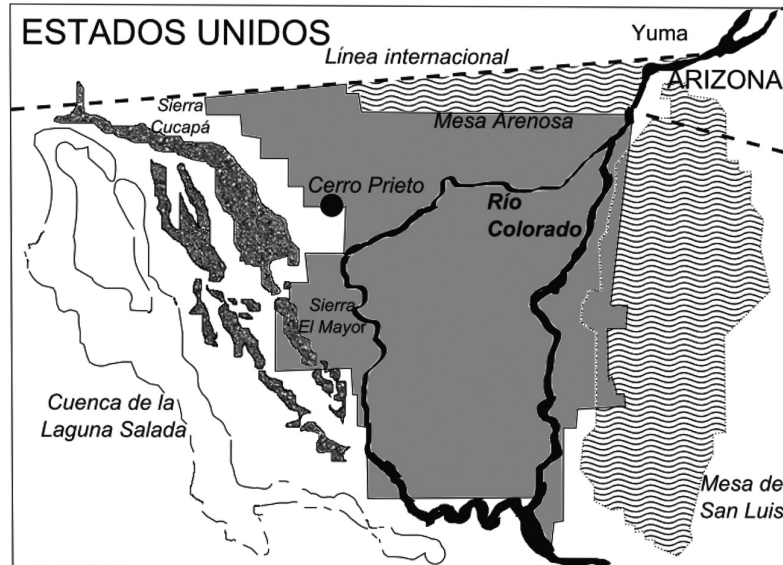 ESTADOS UNIDOS
Yuma
Línea internacional
ARIZONA
Sierra
Cucapá
Mesa Arenosa
Cerro Prieto
Río
Colorado
Sierra
El Mayor
Cuenca de la
Laguna Salada
Mesa de
San Luis